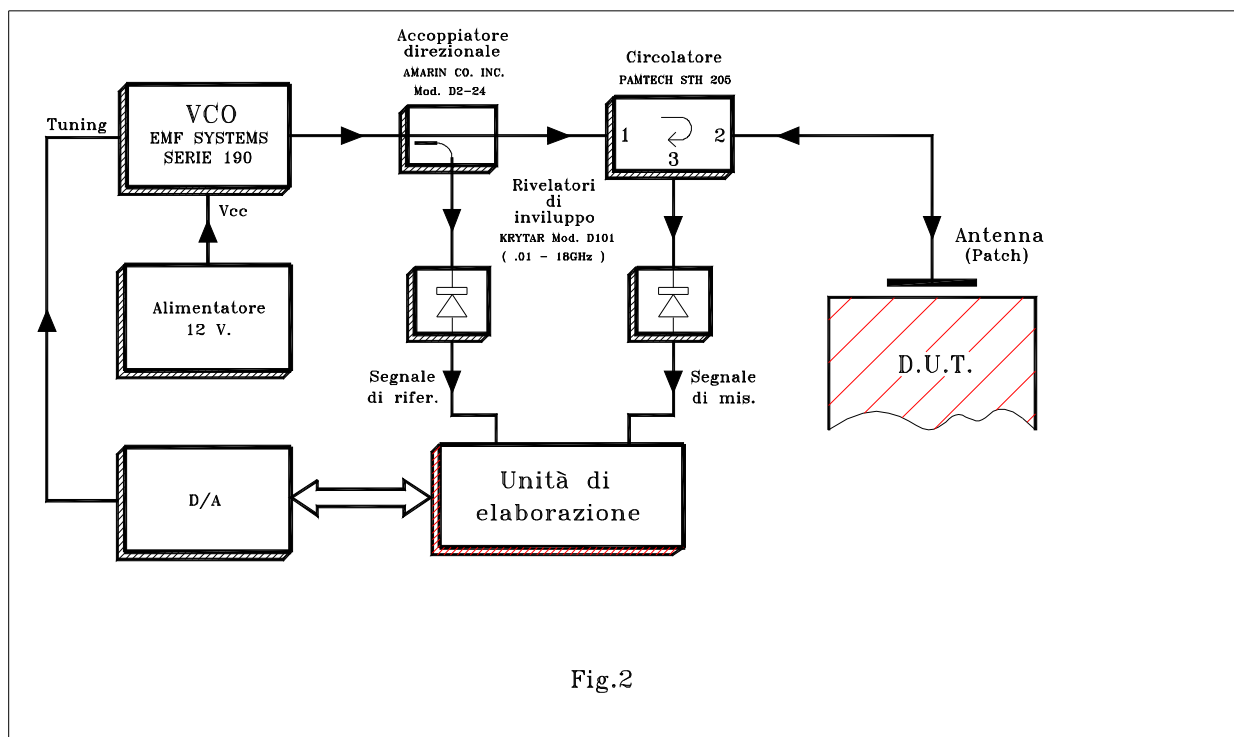 Accoppiatore
direzionale
AMARIN CO. INC.
Mod. D2-24
Circolatore
PAMTECH STH 205
Tuning
VCO
EMF SYSTEMS
SERIE 190
1
2
3
Vcc
Rivelatori
di
inviluppo
KRYTAR Mod. D101
( .01 - 18GHz )
Antenna
(Patch)
Alimentatore
12 V.
D.U.T.
Segnale
di rifer.
Segnale
di mis.
D/A
Unità di
elaborazione
Fig.2